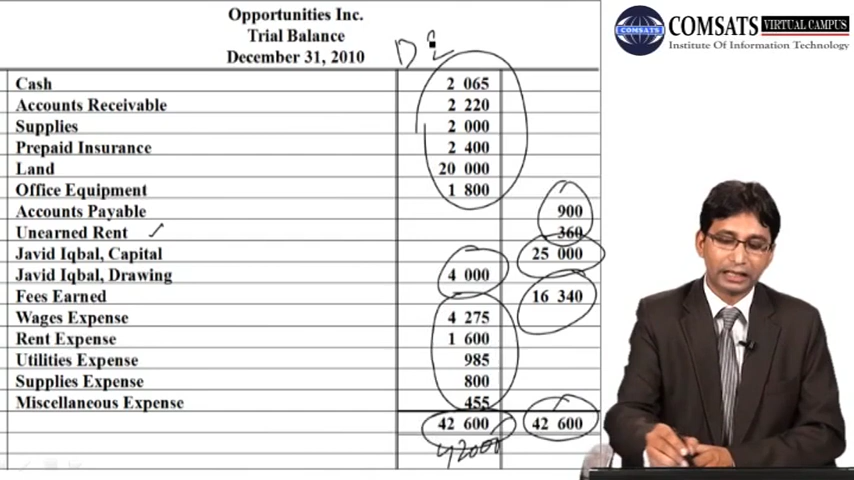 Opportunities Inc.
Trial Balance
December 31, 2010
COMSATS VIRTUAL CAMPUS
COMSATS
Institute Of Information Technology
Cash 2 065
Accounts Receivable 2 220
Supplies 2 000
Prepaid Insurance 2 400
Land 20 000
Office Equipment 1 800
Accounts Payable 900
Unearned Rent 360
Javid Iqbal, Capital 25 000
Javid Iqbal, Drawing 4 000
Fees Earned 16 340
Wages Expense 4 275
Rent Expense 1 600
Utilities Expense 985
Supplies Expense 800
Miscellaneous Expense 455
42 600 42 600